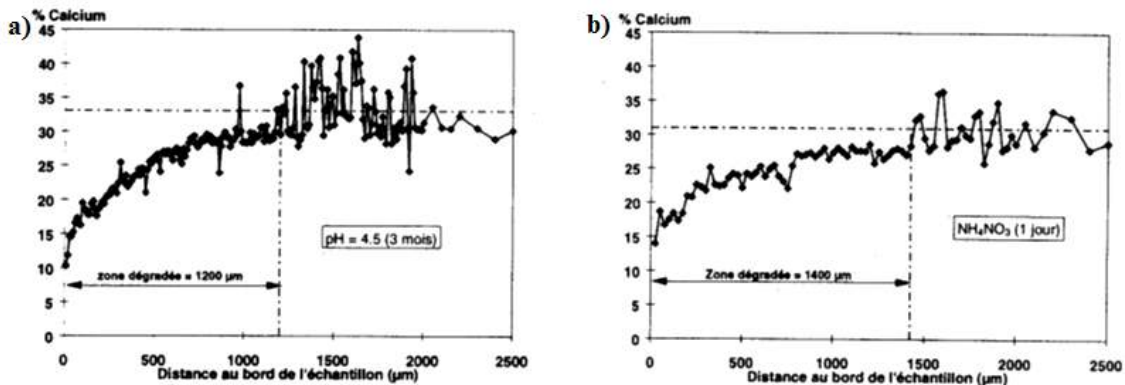 a)
% Calcium
45
40
35
30
25
20
15
10
5
0
pH = 4.5 (3 mois)
zone dégradée = 1200 µm
0 500 1000 1500 2000 2500
Distance au bord de l'échantillon (µm)
b)
% Calcium
45
40
35
30
25
20
15
10
5
0
NH₄NO₃ (1 jour)
Zone dégradée = 1400 µm
0 500 1000 1500 2000 2500
Distance au bord de l'échantillon (µm)